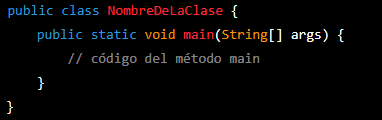 public class NombreDeLaClase {
    public static void main(String[] args) {
        // código del método main
    }
}